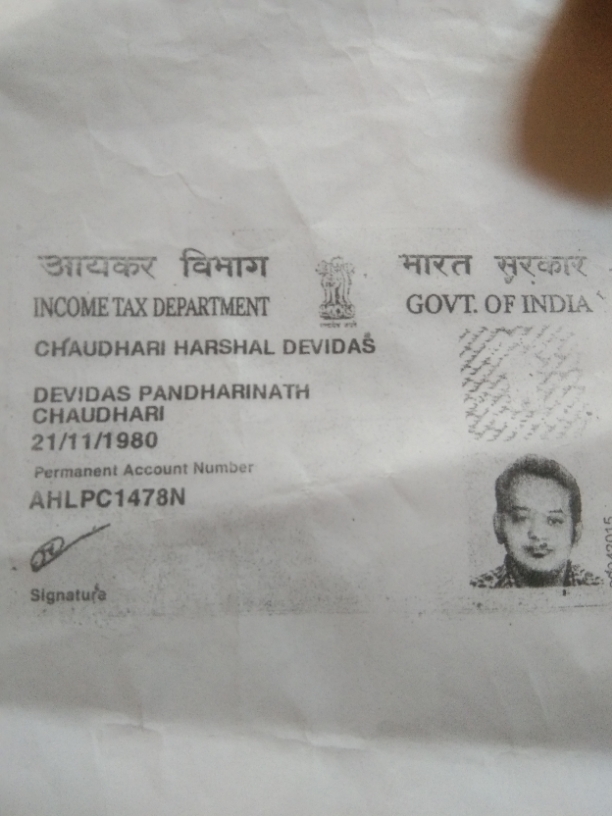 आयकर विभाग
भारत सरकार
INCOME TAX DEPARTMENT
GOVT. OF INDIA
CHAUDHARI HARSHAL DEVIDAS
DEVIDAS PANDHARINATH
CHAUDHARI
21/11/1980
Permanent Account Number
AHLPC1478N
Signature